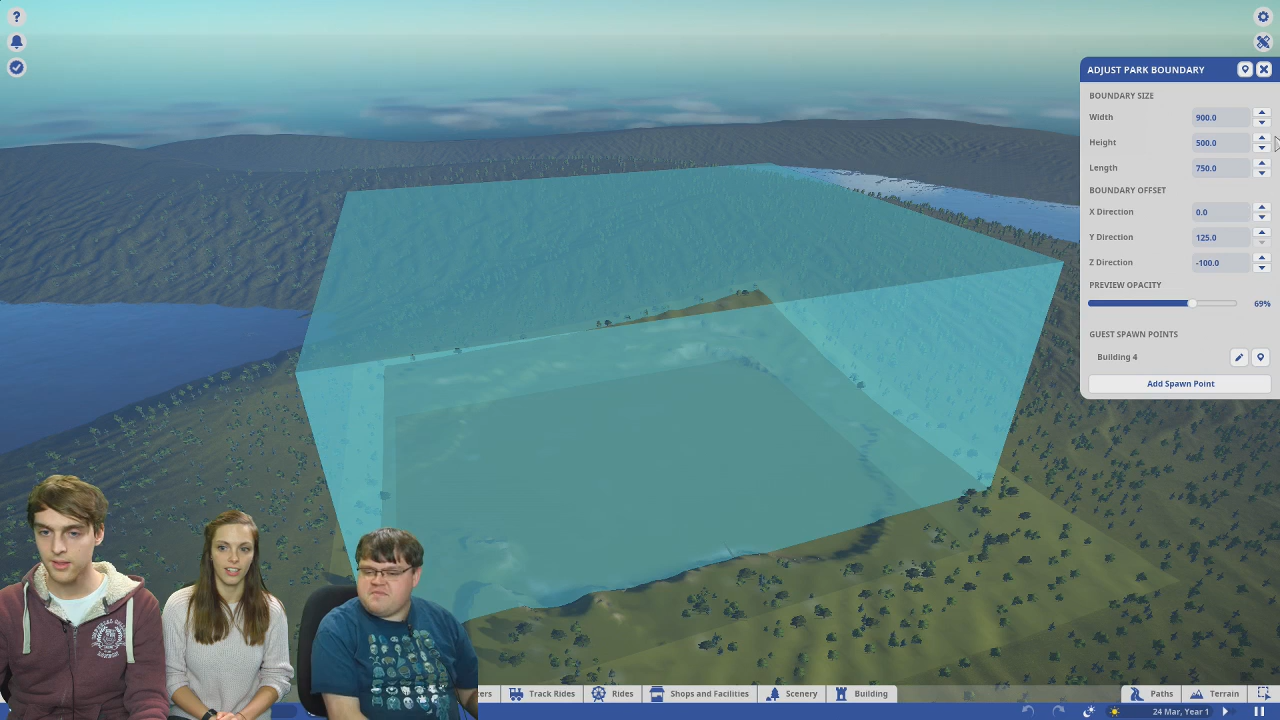 ?
ADJUST PARK BOUNDARY
BOUNDARY SIZE
Width 900.0
Height 500.0
Length 750.0
BOUNDARY OFFSET
X Direction 0.0
Y Direction 125.0
Z Direction -100.0
PREVIEW OPACITY
69%
GUEST SPAWN POINTS
Building 4
Add Spawn Point
Track Rides Rides Shops and Facilities Scenery Building Paths Terrain
24 Mar, Year 1